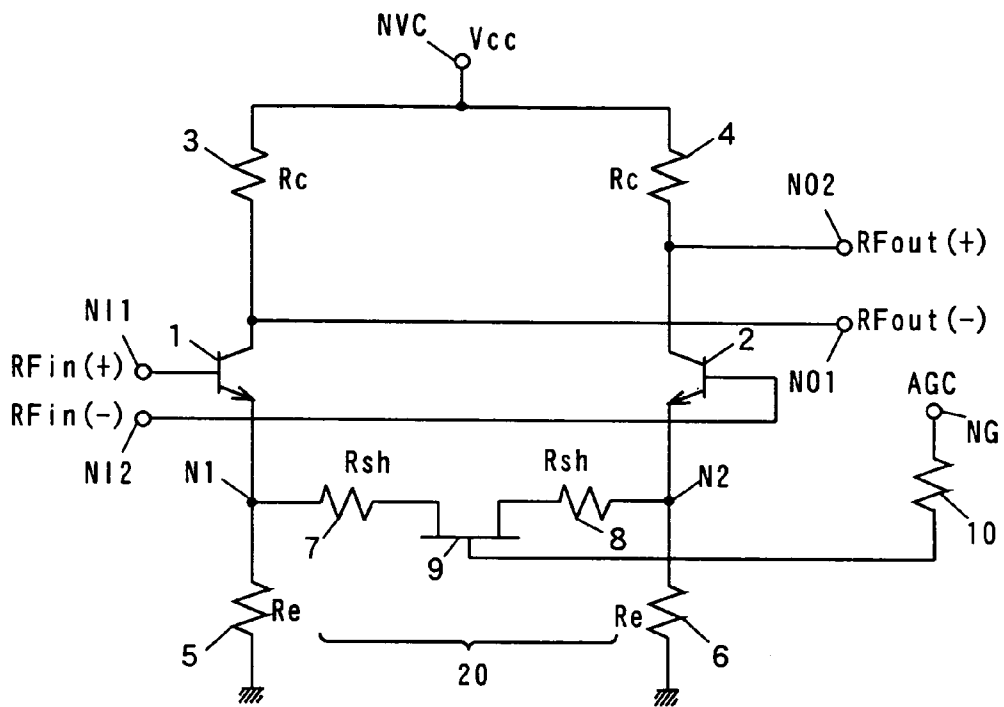 NVC
Vcc
3
4
Rc
Rc
NO2
RFout(+)
NI1
1
RFout(-)
2
RFin(+)
NO1
AGC
RFin(-)
NG
NI2
N1
Rsh
Rsh
N2
7
9
8
10
Re
Re
5
20
6